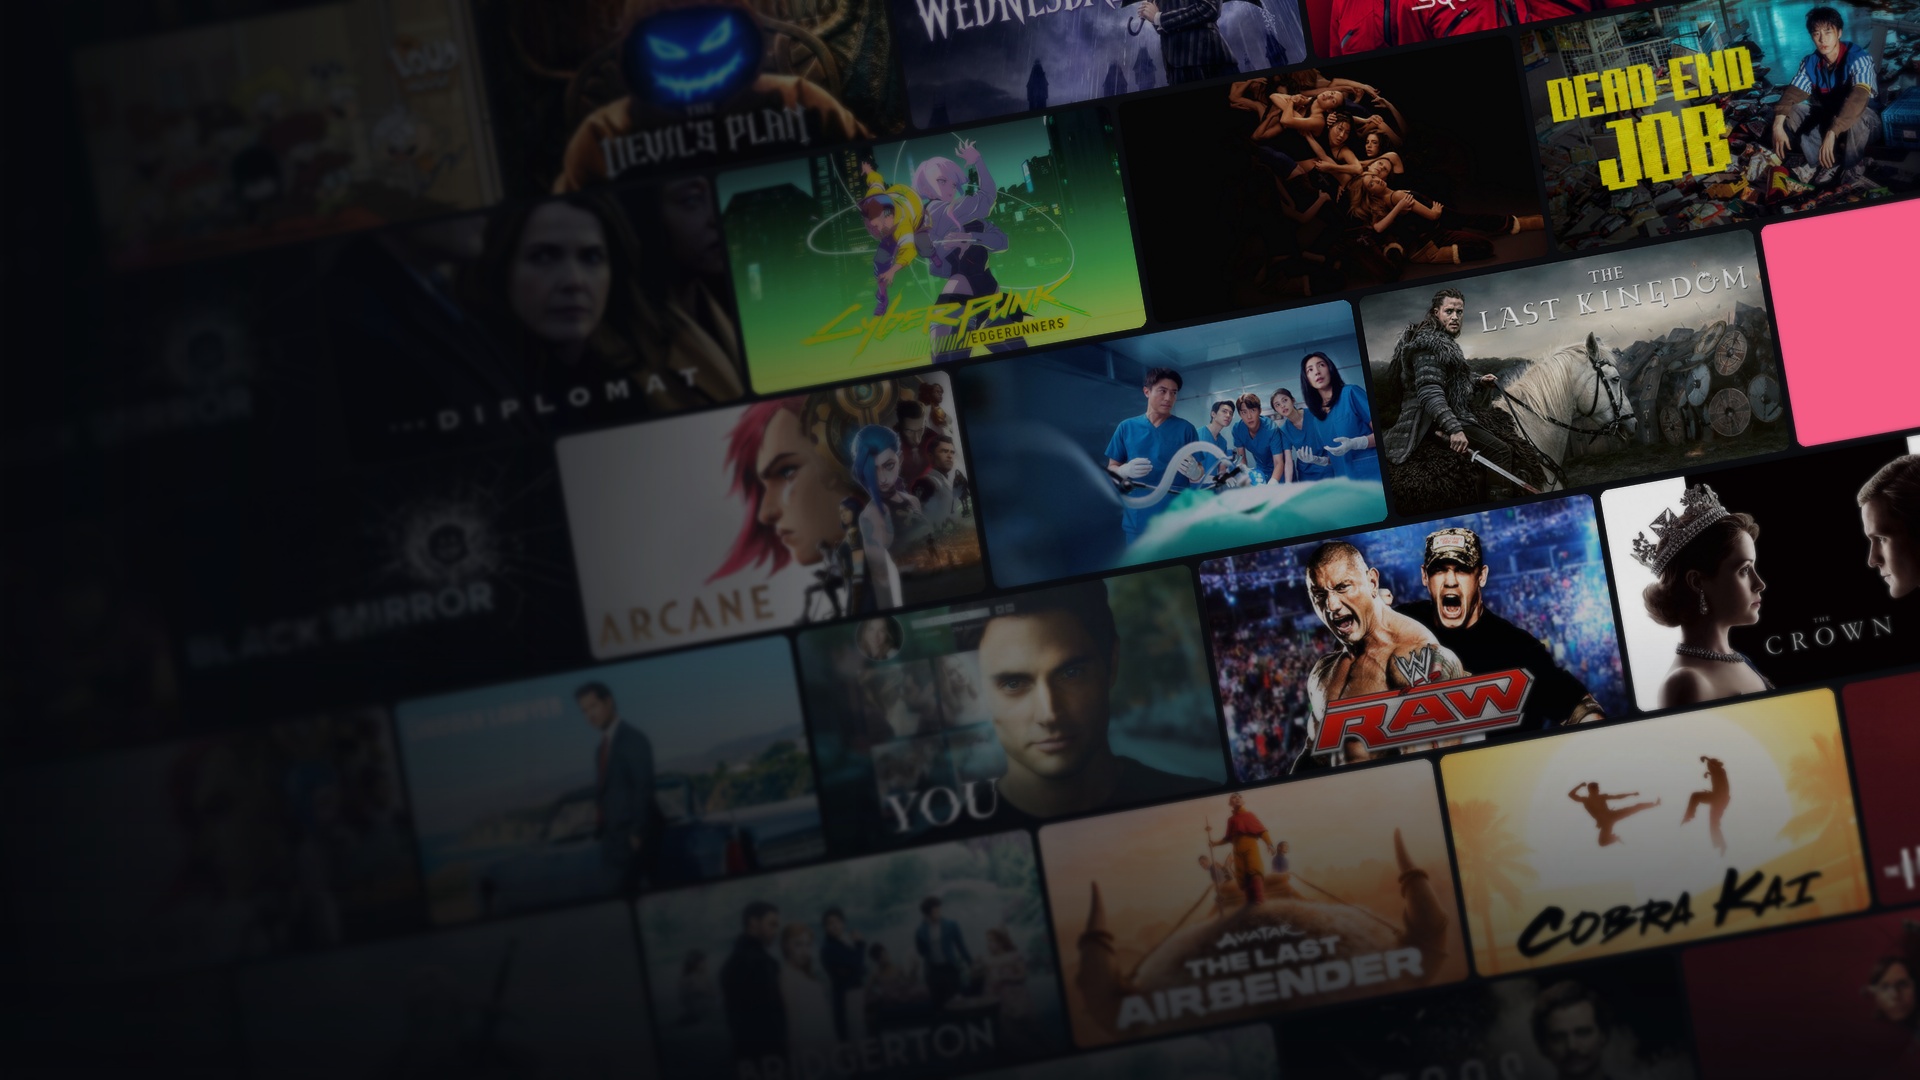 THE
DEVIL'S PLAN
WEDNESDAY
DEAD-END
JOB
THE DIPLOMAT
CYBERPUNK
EDGERUNNERS
THE
LAST KINGDOM
BLACK MIRROR
ARCANE
YOU
W
RAW
THE
CROWN
BRIDGERTON
AVATAR
THE LAST
AIRBENDER
COBRA KAI